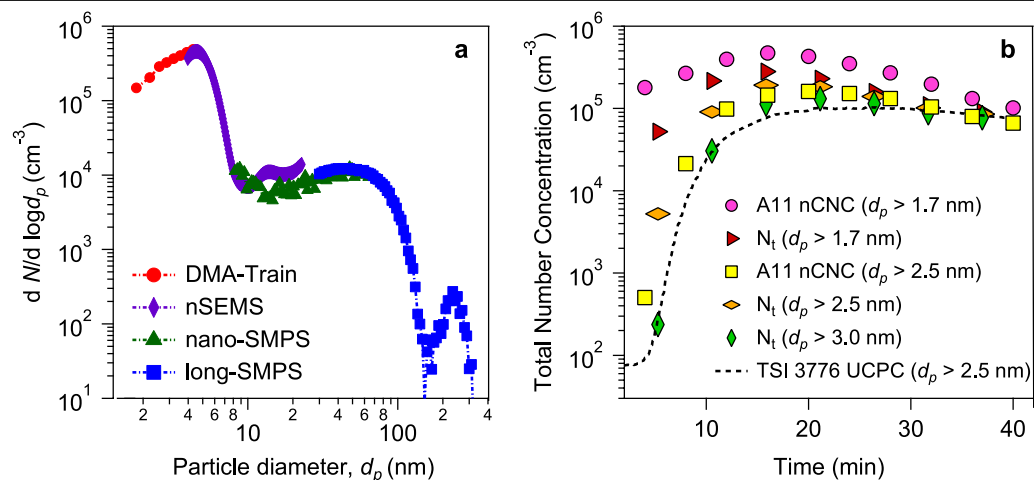 a
d N/d logd_p (cm^-3)
10^6
10^5
10^4
10^3
10^2
10^1
DMA-Train
nSEMS
nano-SMPS
long-SMPS
2 4 6 8 2 4 6 8 2 4
10 100
Particle diameter, d_p (nm)
b
Total Number Concentration (cm^-3)
10^6
10^5
10^4
10^3
10^2
A11 nCNC (d_p > 1.7 nm)
N_t (d_p > 1.7 nm)
A11 nCNC (d_p > 2.5 nm)
N_t (d_p > 2.5 nm)
N_t (d_p > 3.0 nm)
TSI 3776 UCPC (d_p > 2.5 nm)
10 20 30 40
Time (min)